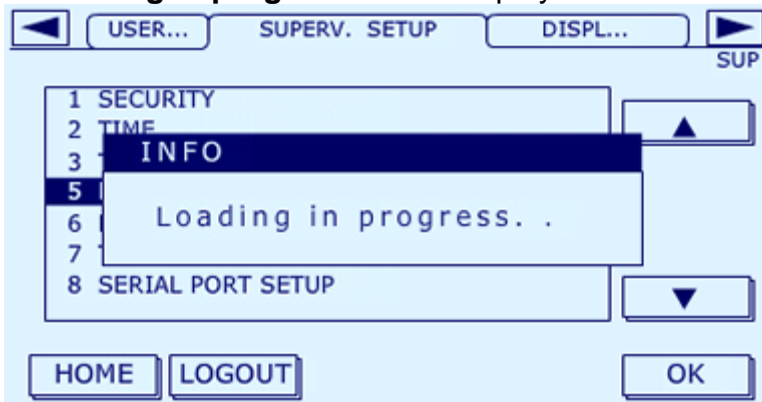 USER... SUPERV. SETUP DISPL...
SUP
1 SECURITY
2 TIME
3
INFO
5
Loading in progress. .
6
7
8 SERIAL PORT SETUP
HOME LOGOUT OK